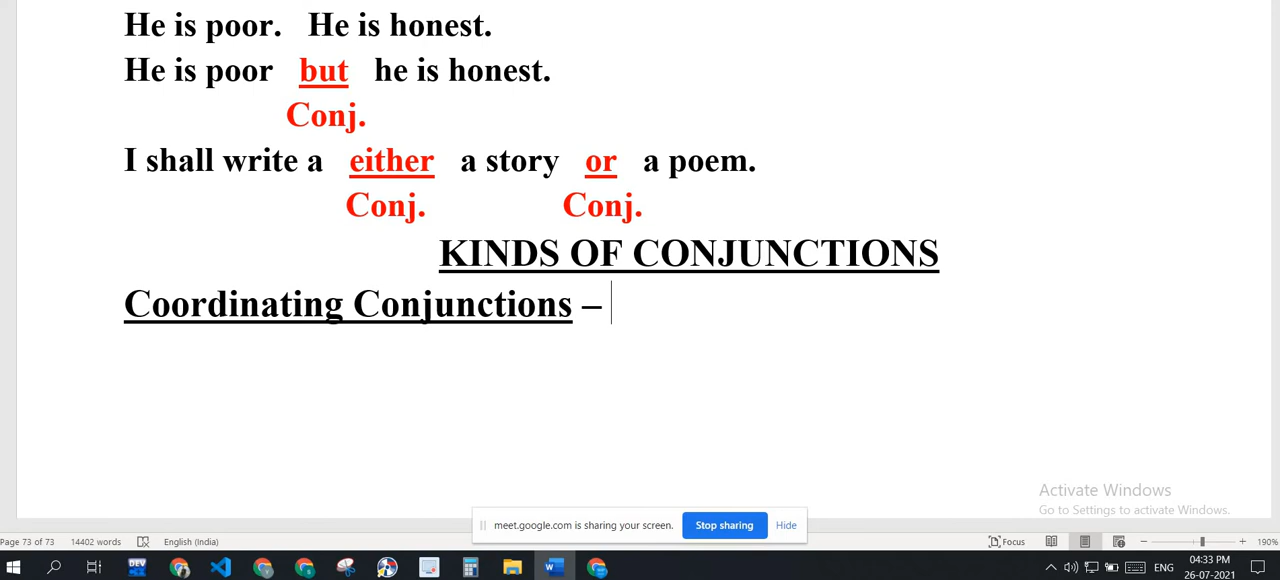 He is poor. He is honest.
He is poor but he is honest.
Conj.
I shall write a either a story or a poem.
Conj. Conj.
KINDS OF CONJUNCTIONS
Coordinating Conjunctions –
Activate Windows
Go to Settings to activate Windows.
meet.google.com is sharing your screen. Stop sharing Hide
Page 73 of 73 14402 words English (India) Focus 190%
DEV W ENG 04:33 PM
26-07-2021